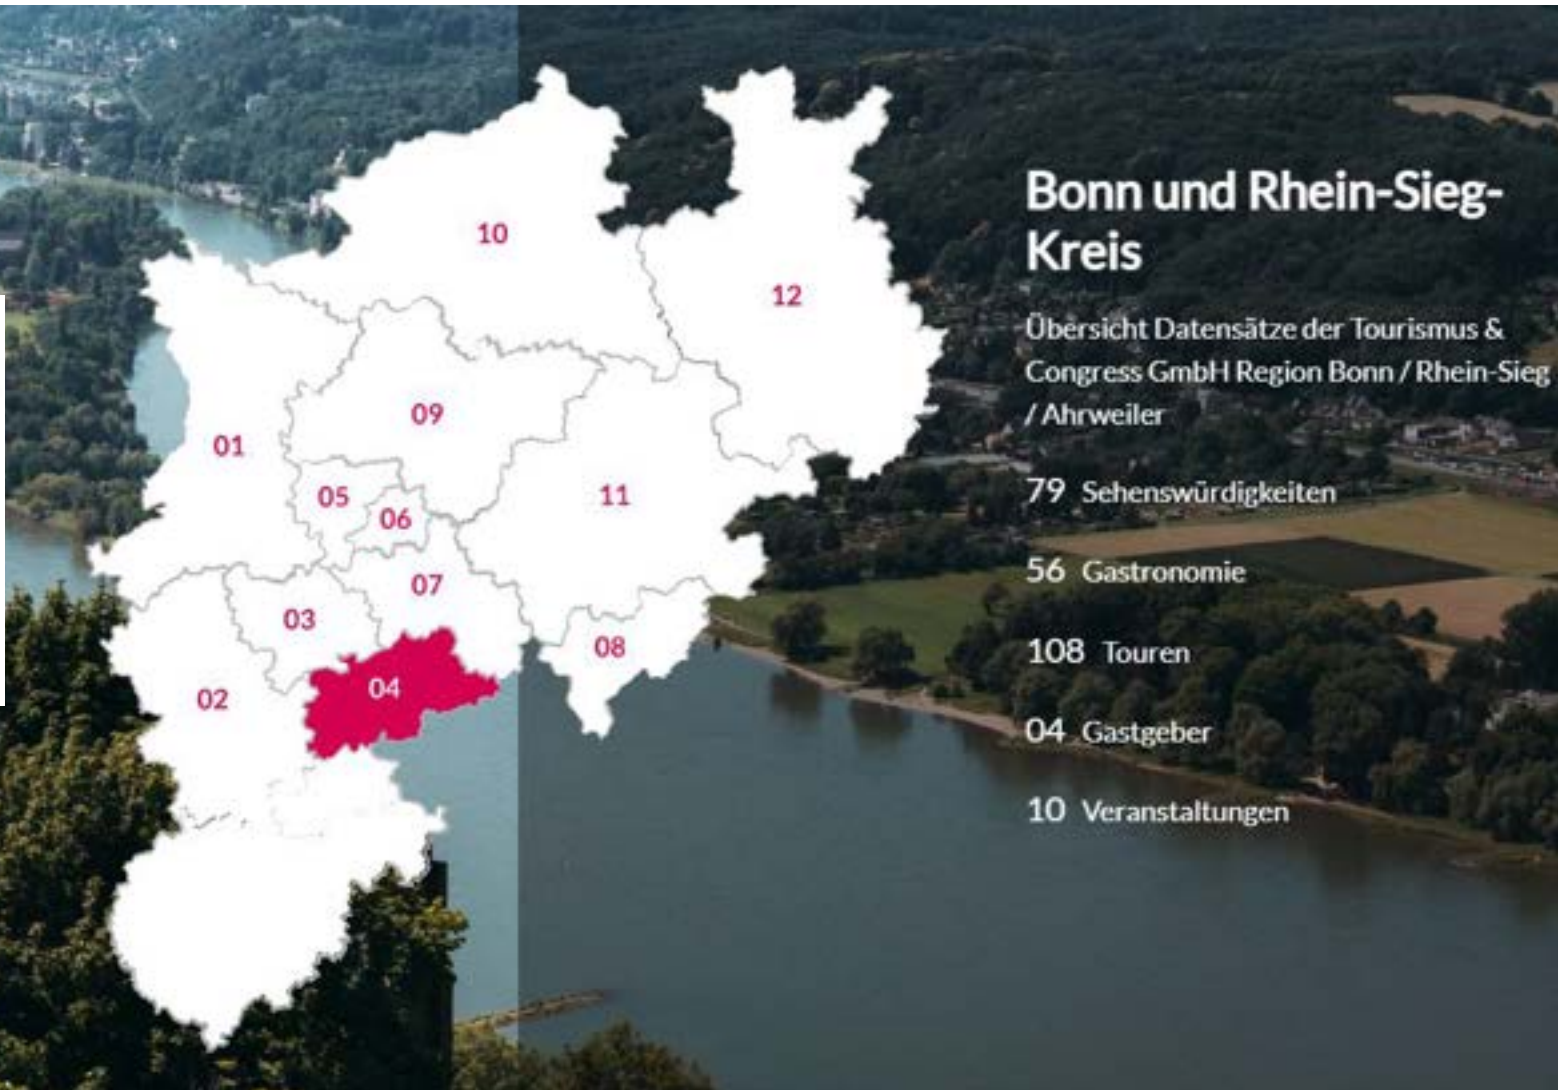 Bonn und Rhein-Sieg-
Kreis
Übersicht Datensätze der Tourismus &
Congress GmbH Region Bonn / Rhein-Sieg
/ Ahrweiler
79 Sehenswürdigkeiten
56 Gastronomie
108 Touren
04 Gastgeber
10 Veranstaltungen
10
12
09
01
05
11
06
07
03
08
04
02